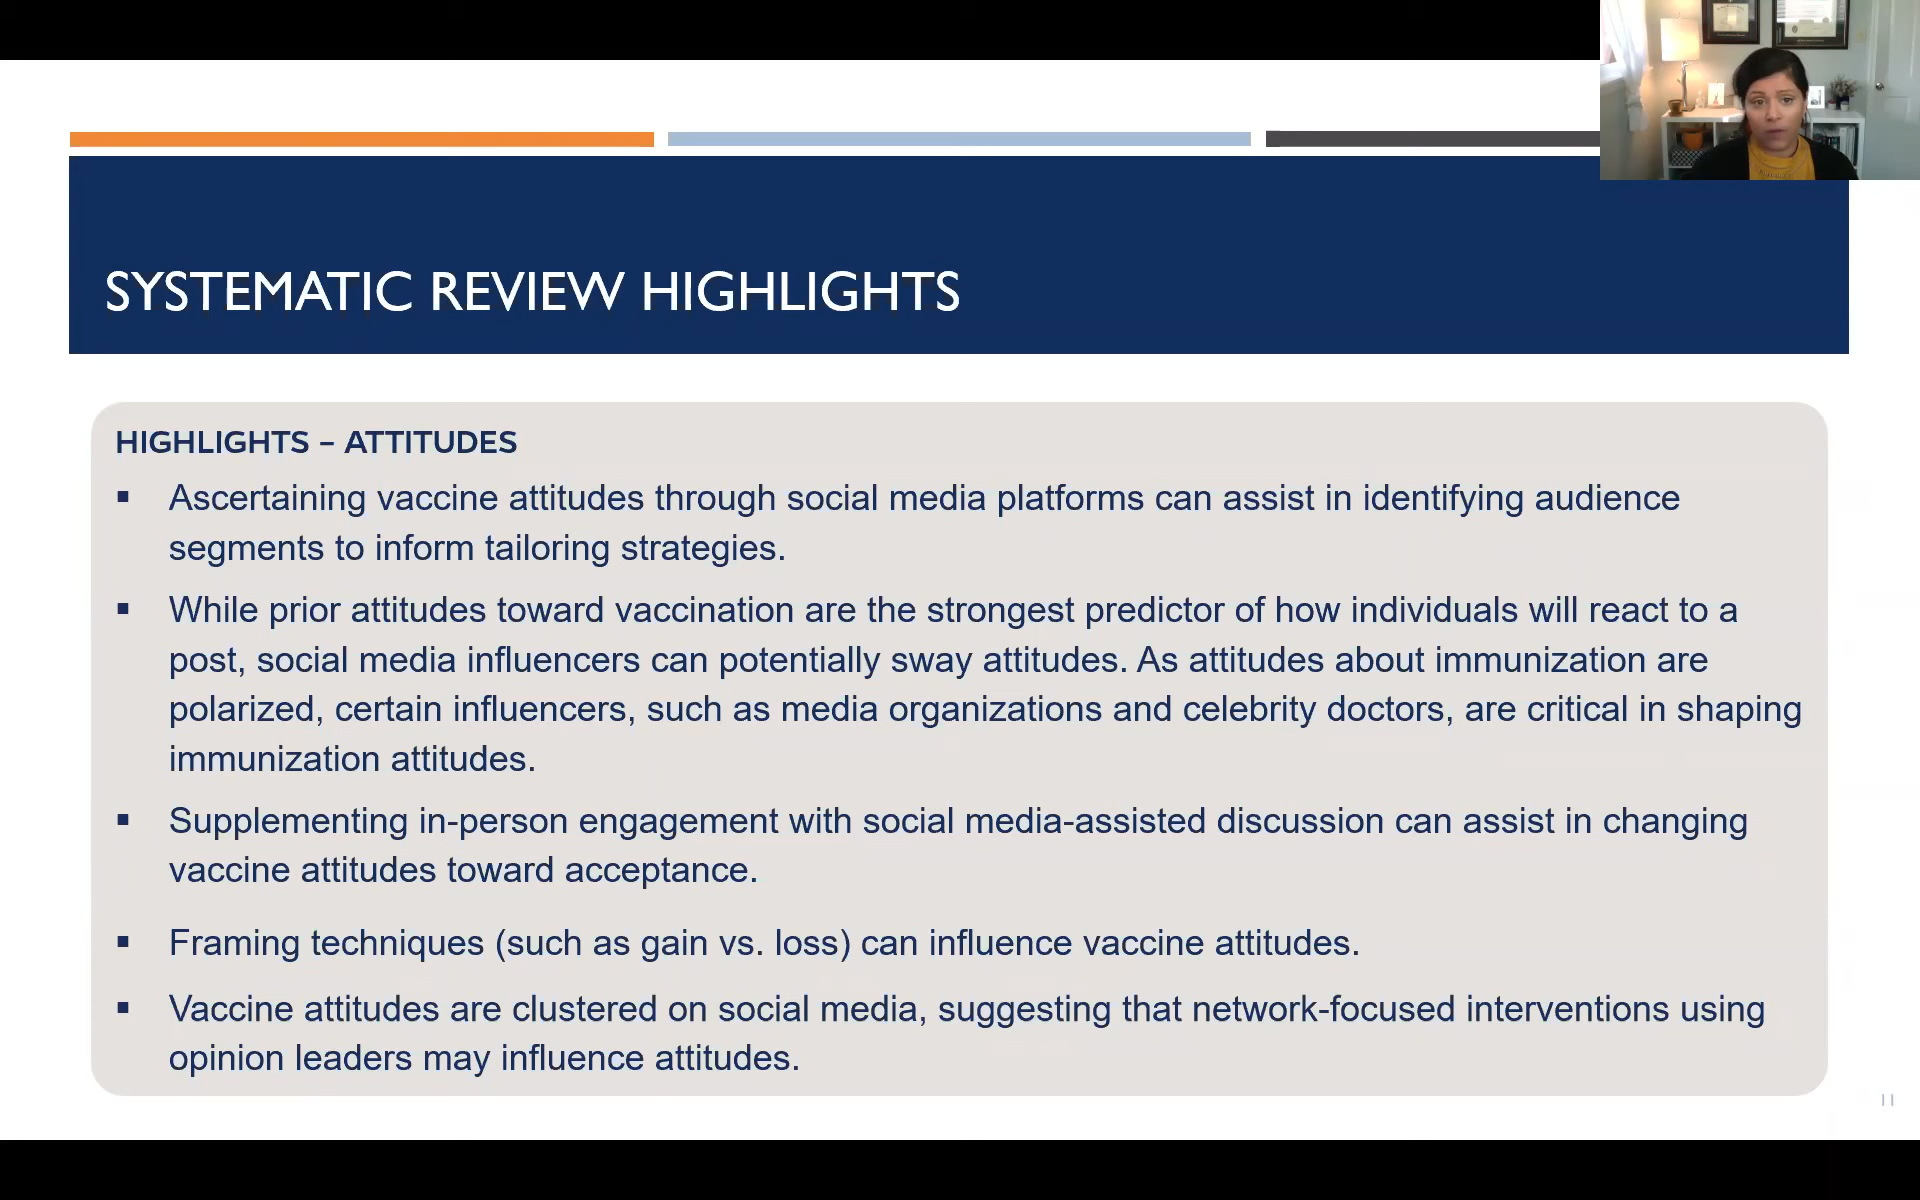 SYSTEMATIC REVIEW HIGHLIGHTS
HIGHLIGHTS – ATTITUDES
▪ Ascertaining vaccine attitudes through social media platforms can assist in identifying audience
segments to inform tailoring strategies.
▪ While prior attitudes toward vaccination are the strongest predictor of how individuals will react to a
post, social media influencers can potentially sway attitudes. As attitudes about immunization are
polarized, certain influencers, such as media organizations and celebrity doctors, are critical in shaping
immunization attitudes.
▪ Supplementing in-person engagement with social media-assisted discussion can assist in changing
vaccine attitudes toward acceptance.
▪ Framing techniques (such as gain vs. loss) can influence vaccine attitudes.
▪ Vaccine attitudes are clustered on social media, suggesting that network-focused interventions using
opinion leaders may influence attitudes.
11